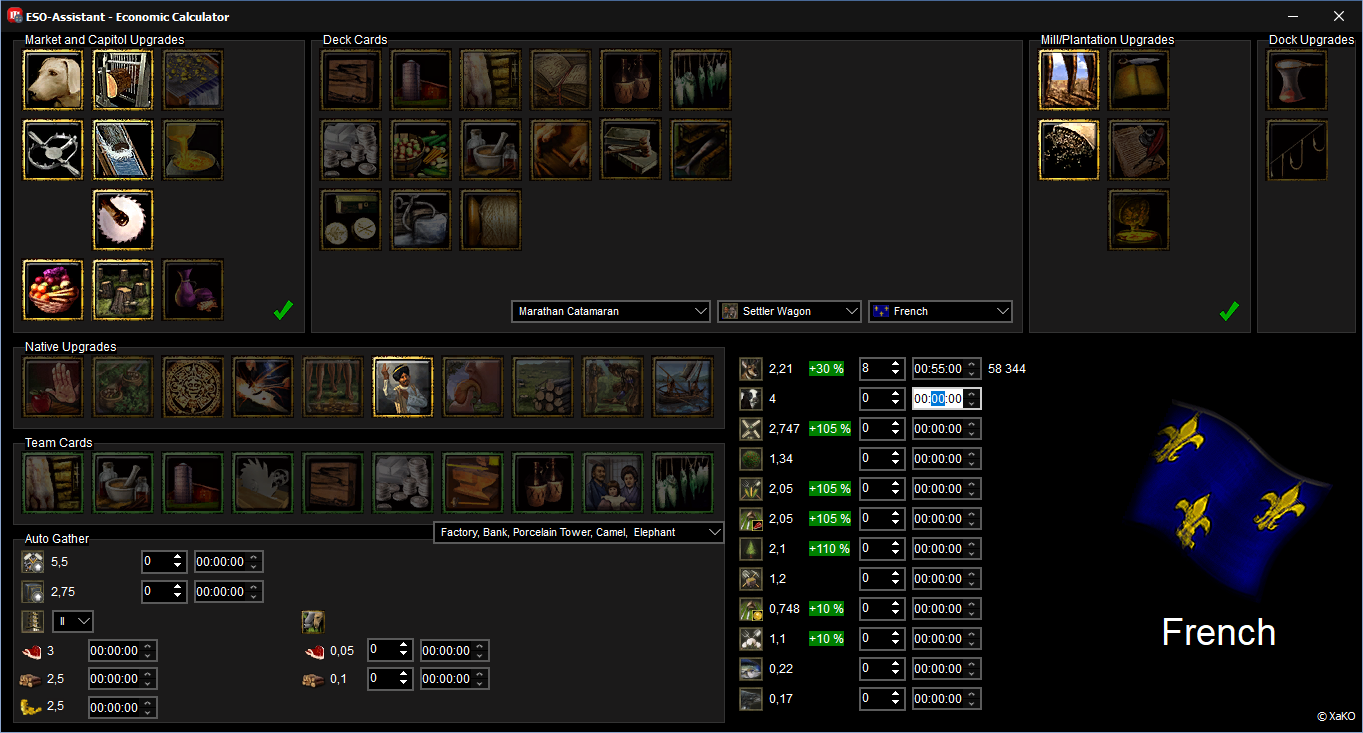 ESO-Assistant - Economic Calculator
Market and Capitol Upgrades
Deck Cards
Mill/Plantation Upgrades
Dock Upgrades
Marathan Catamaran
Settler Wagon
French
Native Upgrades
Team Cards
Factory, Bank, Porcelain Tower, Camel, Elephant
Auto Gather
5,5 0 00:00:00
2,75 0 00:00:00
II
3 00:00:00
2,5 00:00:00
2,5 00:00:00
0,05 0 00:00:00
0,1 0 00:00:00
2,21 +30 % 8 00:55:00 58 344
4 0 00:00:00
2,747 +105 % 0 00:00:00
1,34 0 00:00:00
2,05 +105 % 0 00:00:00
2,05 +105 % 0 00:00:00
2,1 +110 % 0 00:00:00
1,2 0 00:00:00
0,748 +10 % 0 00:00:00
1,1 +10 % 0 00:00:00
0,22 0 00:00:00
0,17 0 00:00:00
French
© XaKO